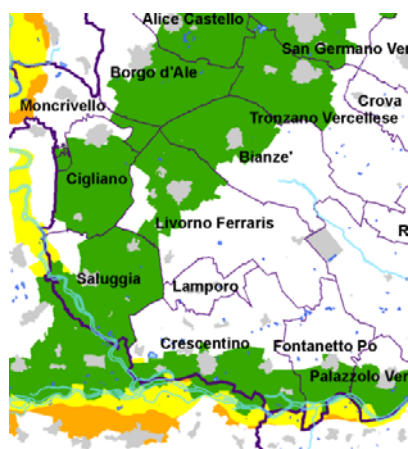 Alice Castello
San Germano Ver
Borgo d'Ale
Crova
Moncrivello
Tronzano Vercellese
Bianze'
Cigliano
Livorno Ferraris
R
Saluggia
Lamporo
Crescentino
Fontanetto Po
Palazzolo Ver